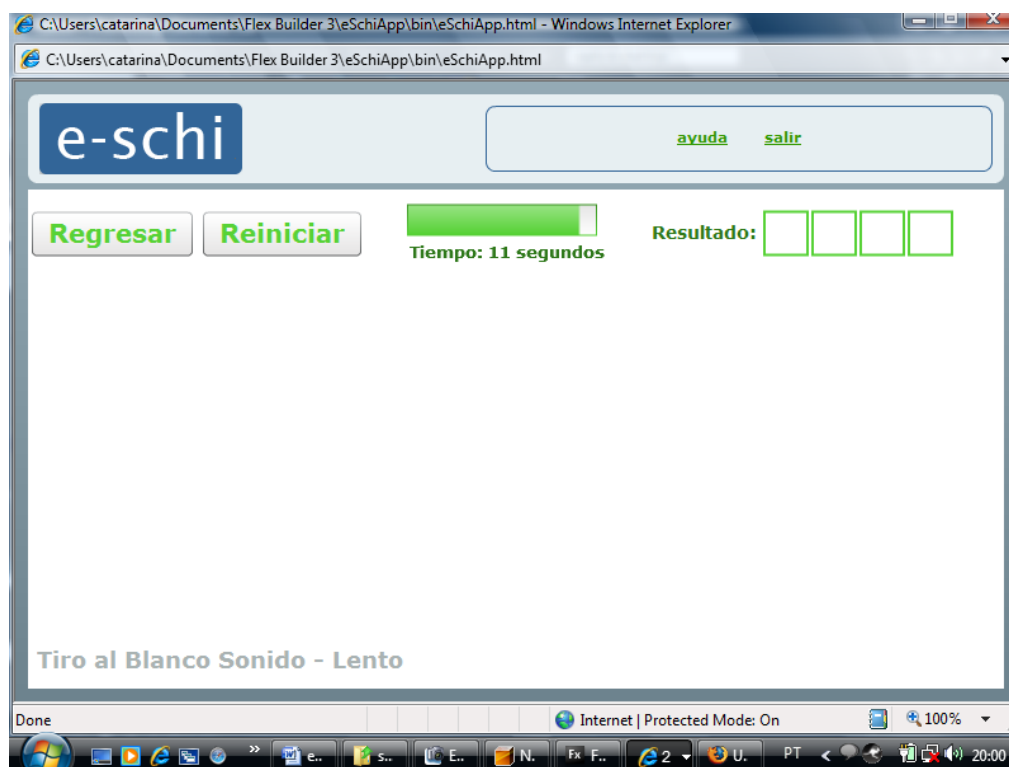 C:\Users\catarina\Documents\Flex Builder 3\eSchiApp\bin\eSchiApp.html - Windows Internet Explorer
C:\Users\catarina\Documents\Flex Builder 3\eSchiApp\bin\eSchiApp.html
e-schi
ayuda salir
Regresar Reiniciar
Tiempo: 11 segundos
Resultado:
Tiro al Blanco Sonido - Lento
Done Internet | Protected Mode: On 100%
e.. s.. E.. N. F.. 2 U. PT 20:00